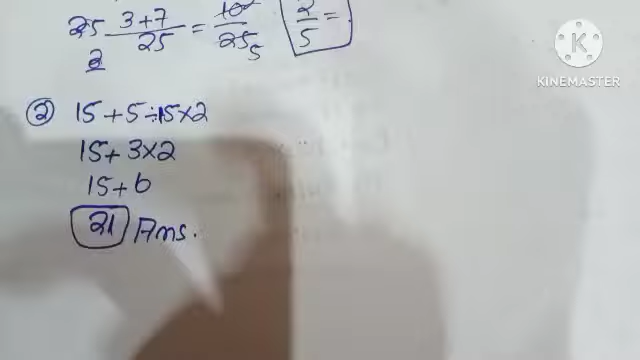 25 3+7/25 = 10/25 5 2/5 =
2
② 15+5÷15×2
15+3×2
15+6
21 Ans.
KINEMASTER